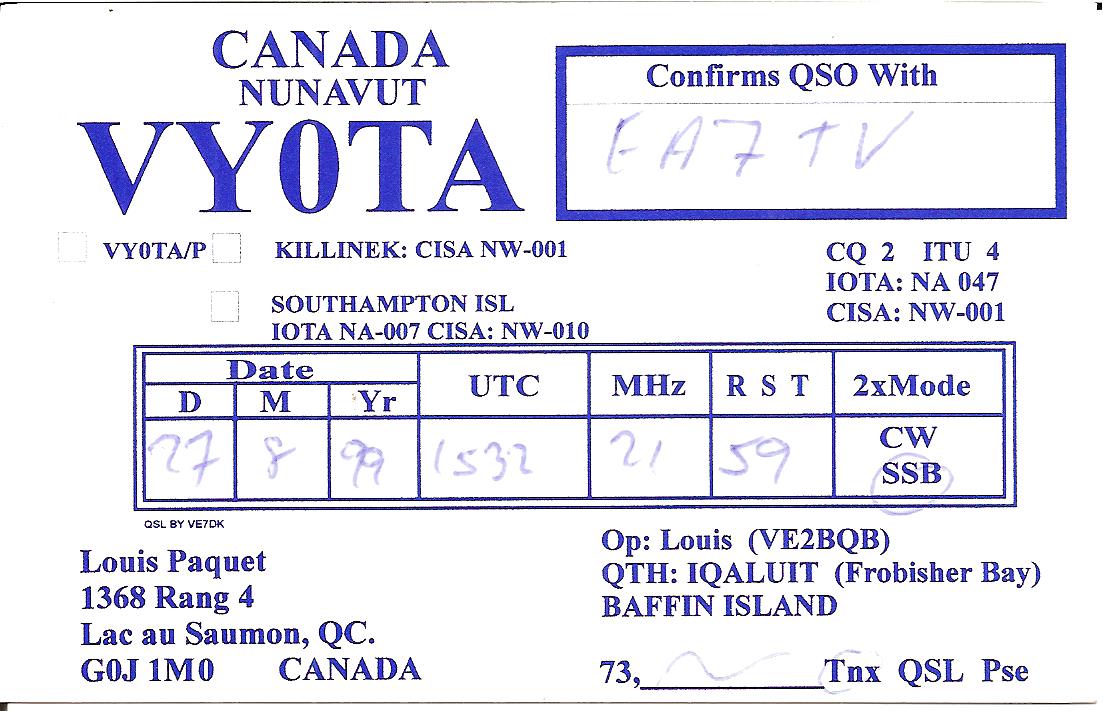 CANADA
NUNAVUT
VY0TA
Confirms QSO With
EA7TV
VY0TA/P
KILLINEK: CISA NW-001
SOUTHAMPTON ISL
IOTA NA-007 CISA: NW-010
CQ 2 ITU 4
IOTA: NA 047
CISA: NW-001
Date UTC MHz R S T 2xMode
D M Yr
27 8 99 1532 21 59 CW
SSB
QSL BY VE7DK
Louis Paquet
1368 Rang 4
Lac au Saumon, QC.
G0J 1M0 CANADA
Op: Louis (VE2BQB)
QTH: IQALUIT (Frobisher Bay)
BAFFIN ISLAND
73, Tnx QSL Pse